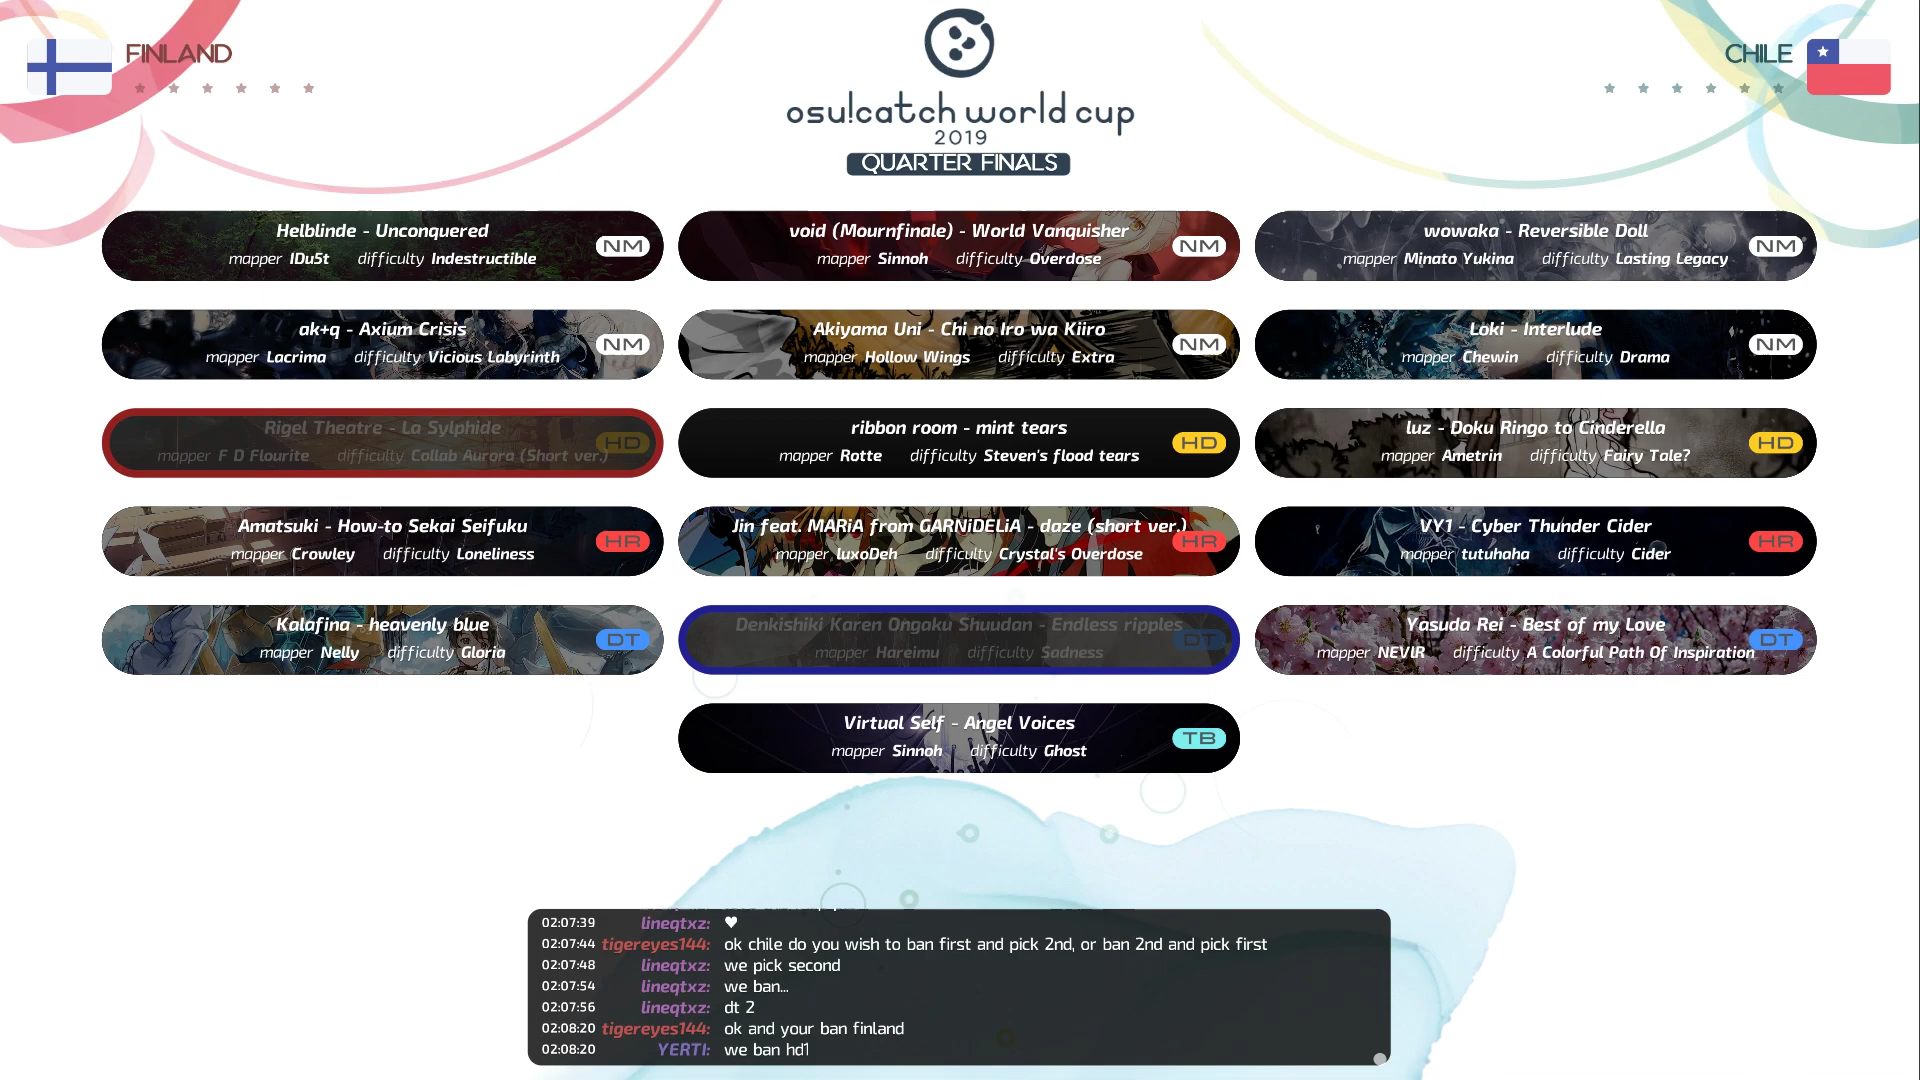 FINLAND
CHILE
osu!catch world cup
2019
QUARTER FINALS
Helblinde - Unconquered
mapper IDu5t difficulty Indestructible
NM
void (Mournfinale) - World Vanquisher
mapper Sinnoh difficulty Overdose
NM
wowaka - Reversible Doll
mapper Minato Yukina difficulty Lasting Legacy
NM
ak+q - Axium Crisis
mapper Lacrima difficulty Vicious Labyrinth
NM
Akiyama Uni - Chi no Iro wa Kiiro
mapper Hollow Wings difficulty Extra
NM
Loki - Interlude
mapper Chewin difficulty Drama
NM
Rigel Theatre - La Sylphide
mapper F D Flourite difficulty Collab Aurora (Short ver.)
HD
ribbon room - mint tears
mapper Rotte difficulty Steven's flood tears
HD
luz - Doku Ringo to Cinderella
mapper Ametrin difficulty Fairy Tale?
HD
Amatsuki - How-to Sekai Seifuku
mapper Crowley difficulty Loneliness
HR
Jin feat. MARiA from GARNiDELiA - daze (short ver.)
mapper luxoDeh difficulty Crystal's Overdose
HR
VY1 - Cyber Thunder Cider
mapper tutuhaha difficulty Cider
HR
Kalafina - heavenly blue
mapper Nelly difficulty Gloria
DT
Denkishiki Karen Ongaku Shuudan - Endless ripples
mapper Hareimu difficulty Sadness
DT
Yasuda Rei - Best of my Love
mapper NEVIR difficulty A Colorful Path Of Inspiration
DT
Virtual Self - Angel Voices
mapper Sinnoh difficulty Ghost
TB
02:07:39 lineqtxz: ♥
02:07:44 tigereyes144: ok chile do you wish to ban first and pick 2nd, or ban 2nd and pick first
02:07:48 lineqtxz: we pick second
02:07:54 lineqtxz: we ban...
02:07:56 lineqtxz: dt 2
02:08:20 tigereyes144: ok and your ban finland
02:08:20 YERTI: we ban hd1